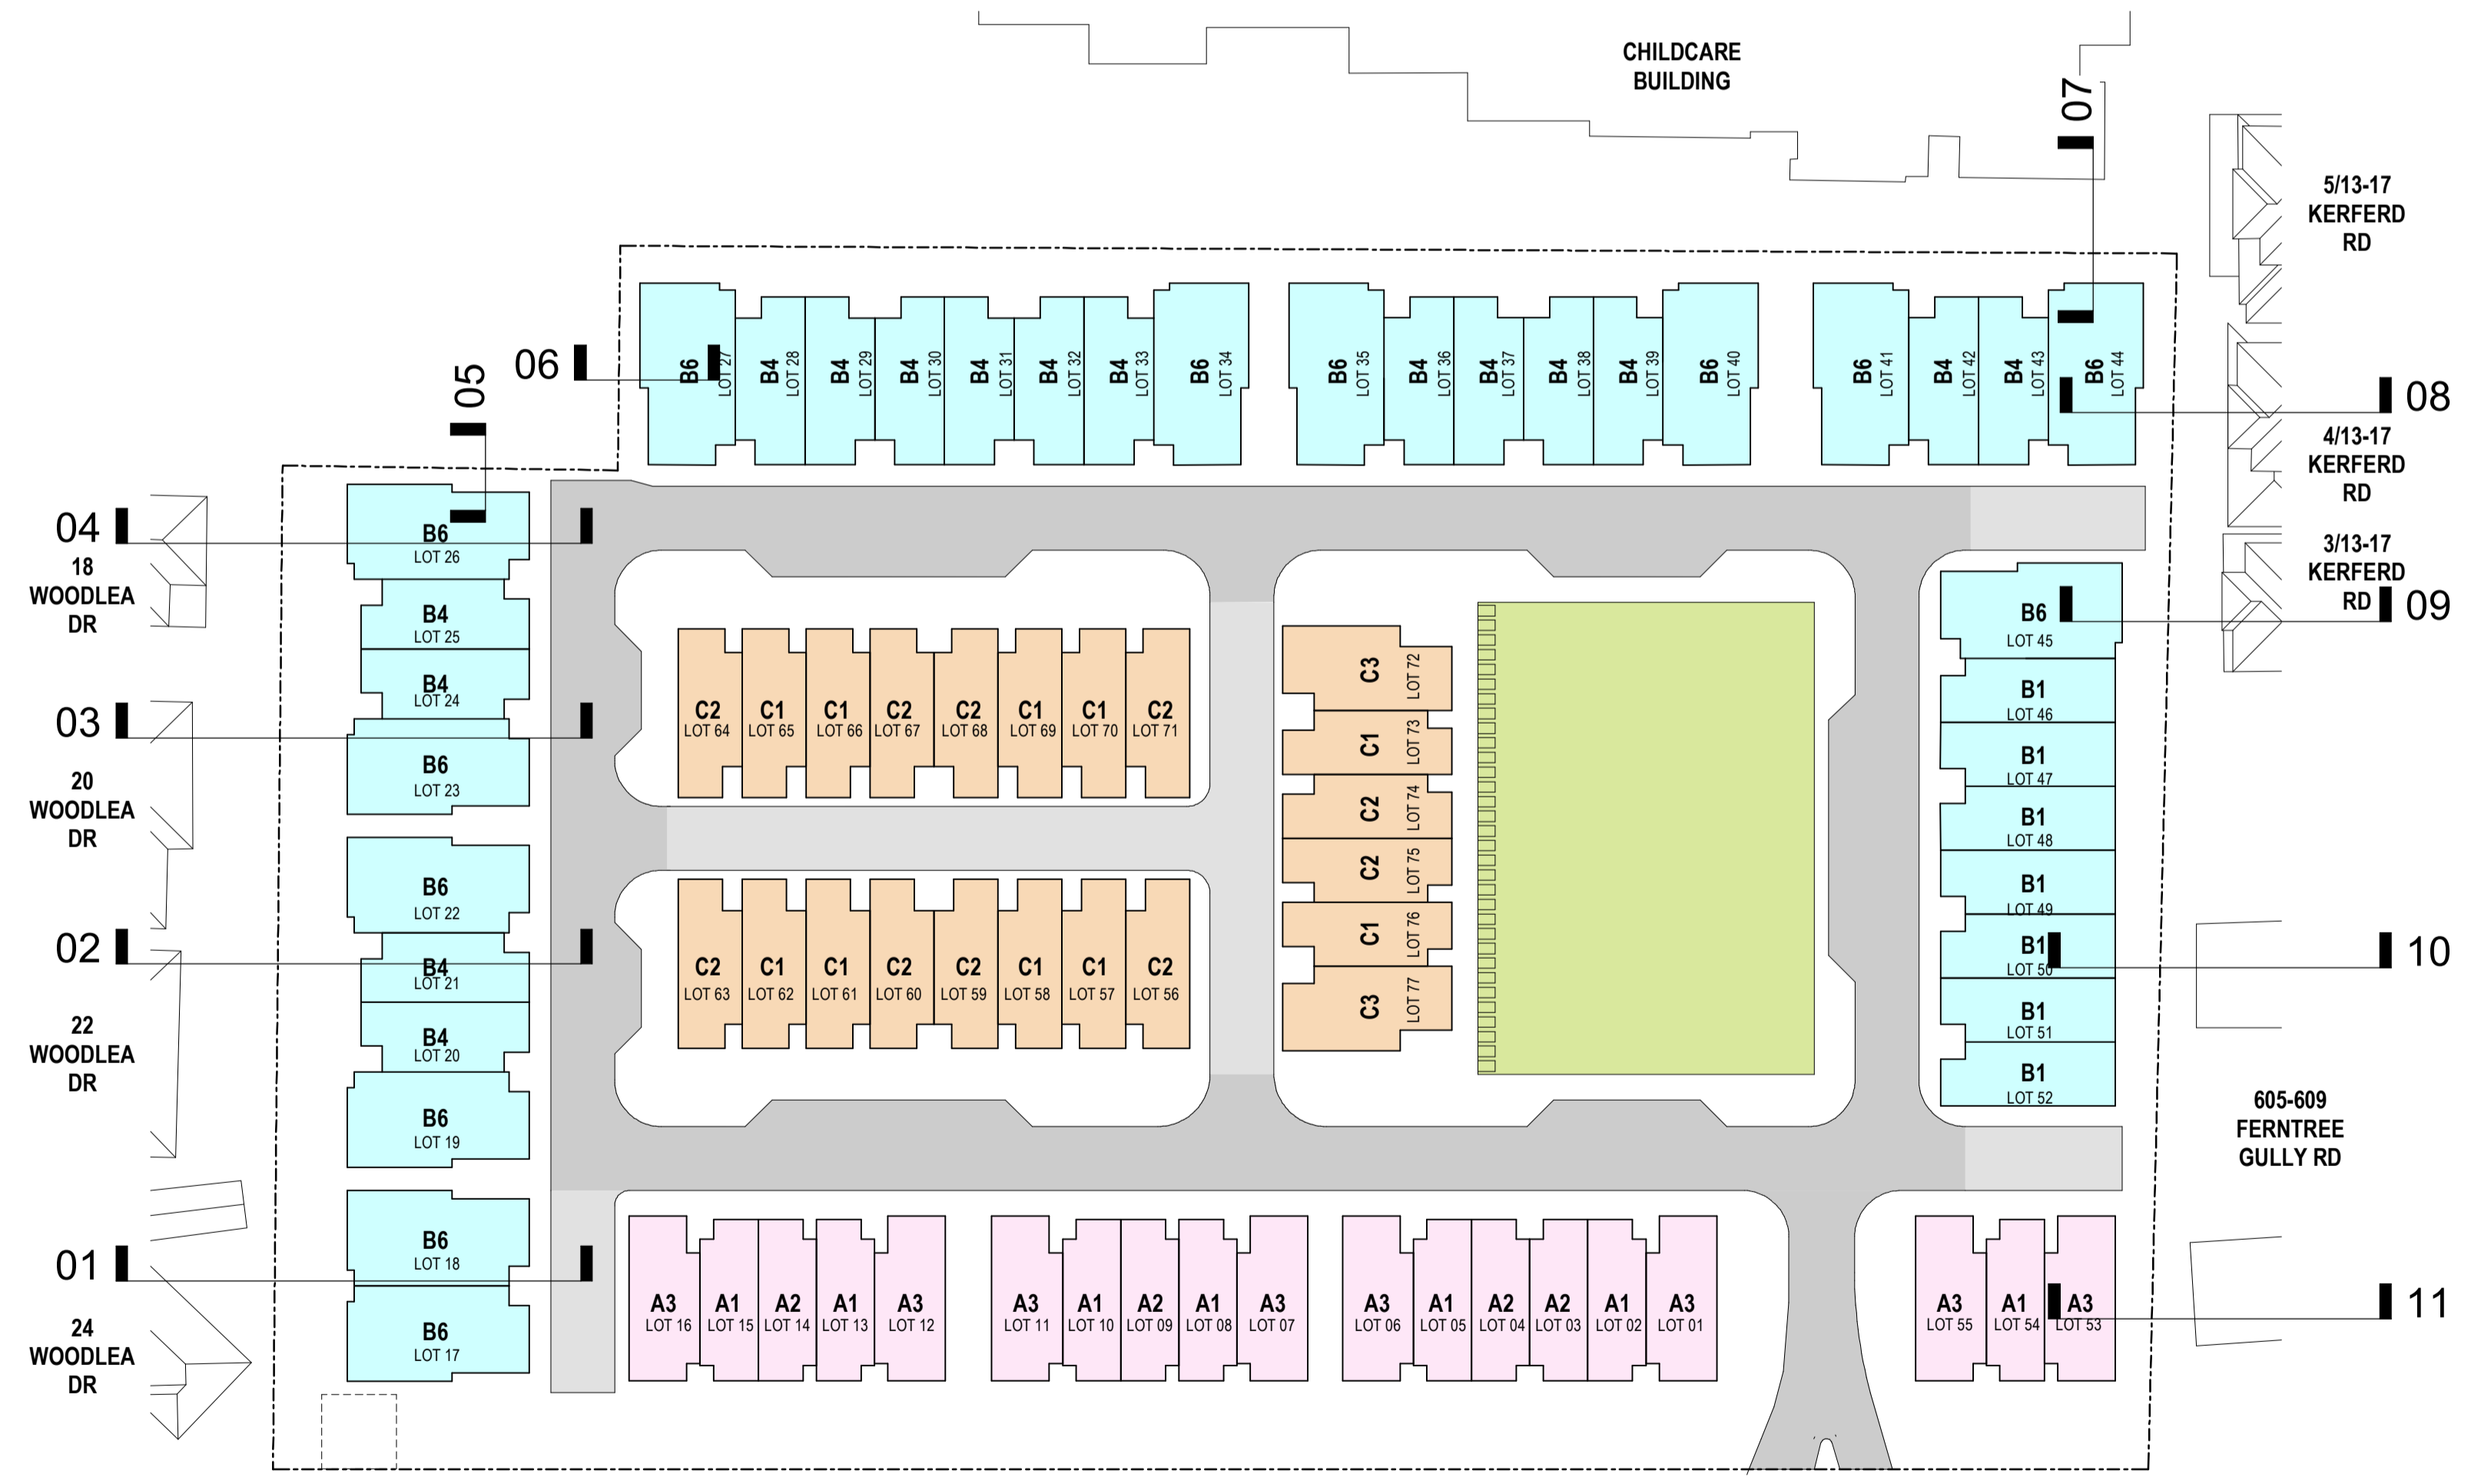 CHILDCARE
BUILDING
07
5/13-17
KERFERD
RD
06
05
B6
LOT 27
B4
LOT 28
B4
LOT 29
B4
LOT 30
B4
LOT 31
B4
LOT 32
B4
LOT 33
B6
LOT 34
B6
LOT 35
B4
LOT 36
B4
LOT 37
B4
LOT 38
B4
LOT 39
B6
LOT 40
B6
LOT 41
B4
LOT 42
B4
LOT 43
B6
LOT 44
08
4/13-17
KERFERD
RD
04
18
WOODLEA
DR
B6
LOT 26
B4
LOT 25
B4
LOT 24
B6
LOT 23
3/13-17
KERFERD
RD
09
B6
LOT 45
B1
LOT 46
B1
LOT 47
B1
LOT 48
B1
LOT 49
B1
LOT 50
B1
LOT 51
B1
LOT 52
03
20
WOODLEA
DR
C2
LOT 64
C1
LOT 65
C1
LOT 66
C2
LOT 67
C2
LOT 68
C1
LOT 69
C1
LOT 70
C2
LOT 71
C3
LOT 72
C1
LOT 73
C2
LOT 74
C2
LOT 75
C1
LOT 76
C3
LOT 77
02
22
WOODLEA
DR
B6
LOT 22
B4
LOT 21
B4
LOT 20
B6
LOT 19
C2
LOT 63
C1
LOT 62
C1
LOT 61
C2
LOT 60
C2
LOT 59
C1
LOT 58
C1
LOT 57
C2
LOT 56
10
605-609
FERNTREE
GULLY RD
01
24
WOODLEA
DR
B6
LOT 18
B6
LOT 17
A3
LOT 16
A1
LOT 15
A2
LOT 14
A1
LOT 13
A3
LOT 12
A3
LOT 11
A1
LOT 10
A2
LOT 09
A1
LOT 08
A3
LOT 07
A3
LOT 06
A1
LOT 05
A2
LOT 04
A2
LOT 03
A1
LOT 02
A3
LOT 01
A3
LOT 55
A1
LOT 54
A3
LOT 53
11